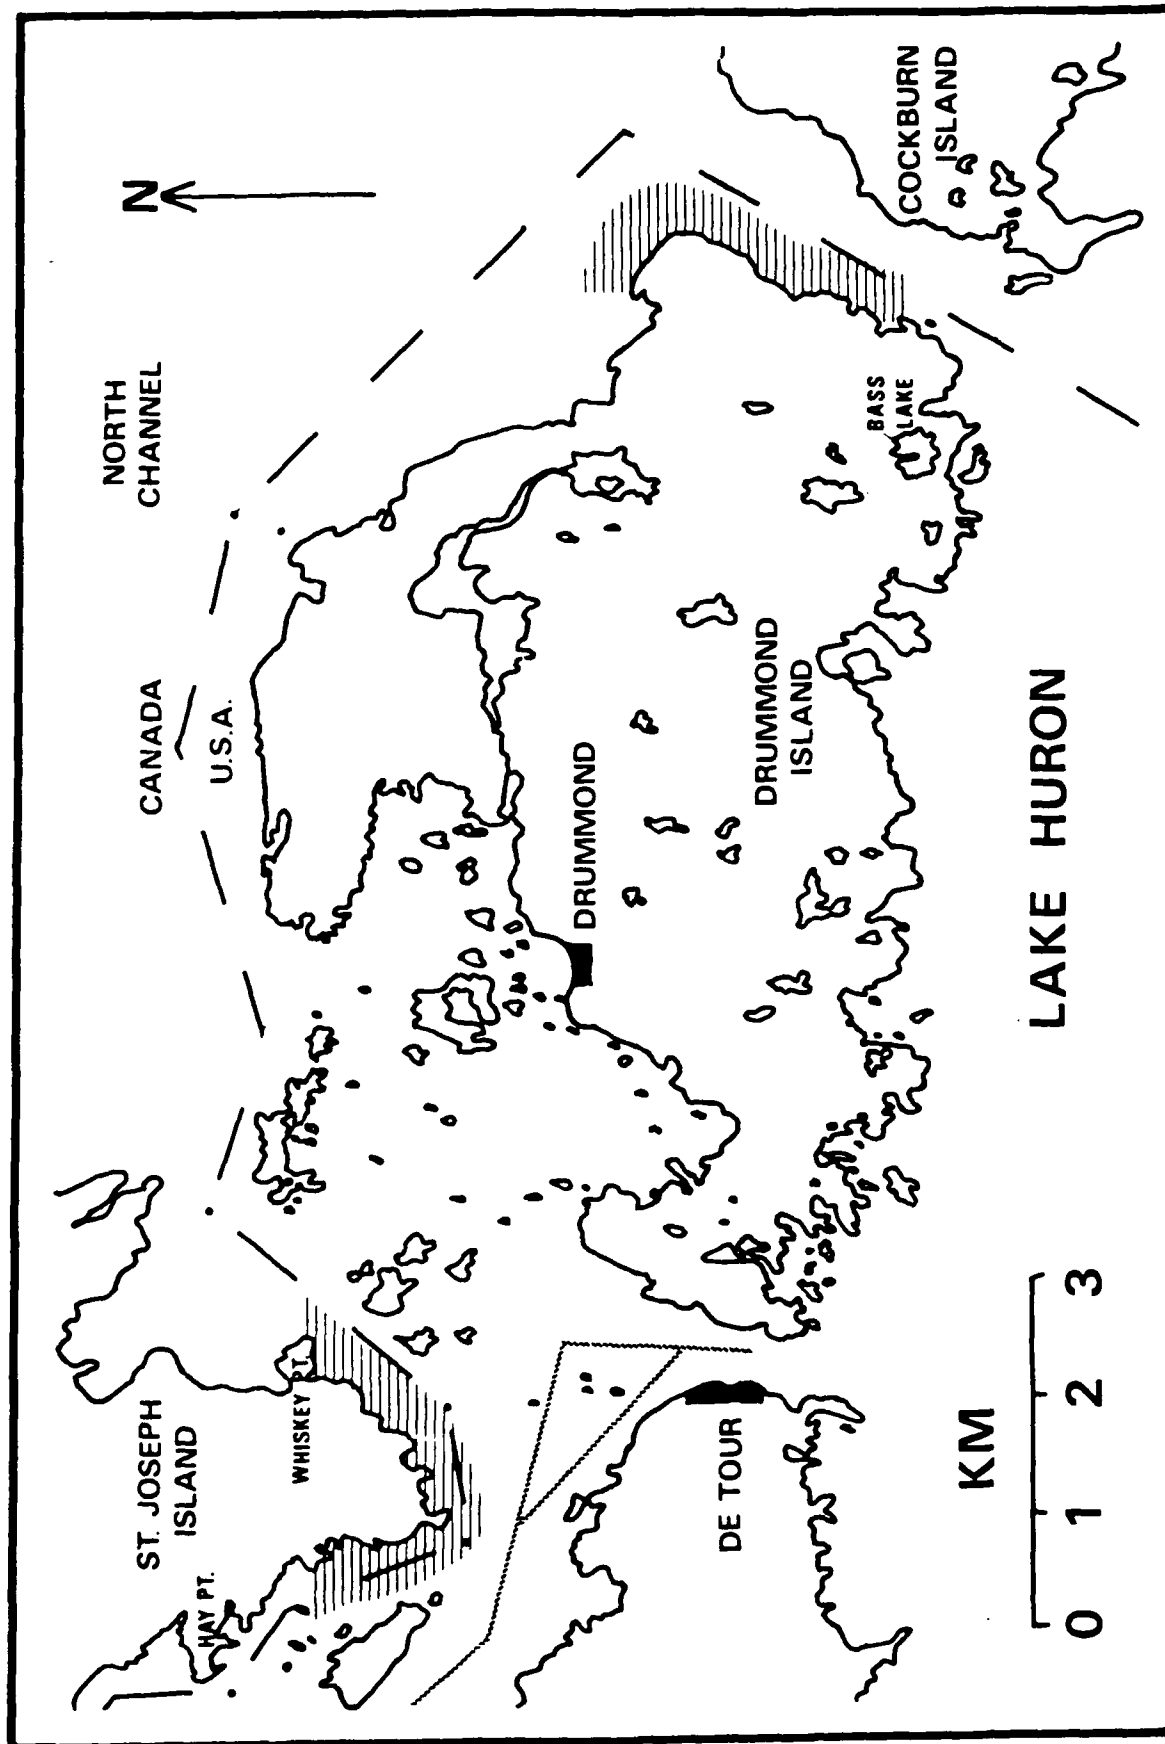 N
NORTH
CHANNEL
CANADA
U.S.A.
ST. JOSEPH
ISLAND
HAY PT.
WHISKEY PT.
COCKBURN
ISLAND
BASS
LAKE
DRUMMOND
DRUMMOND
ISLAND
DE TOUR
LAKE HURON
KM
0 1 2 3